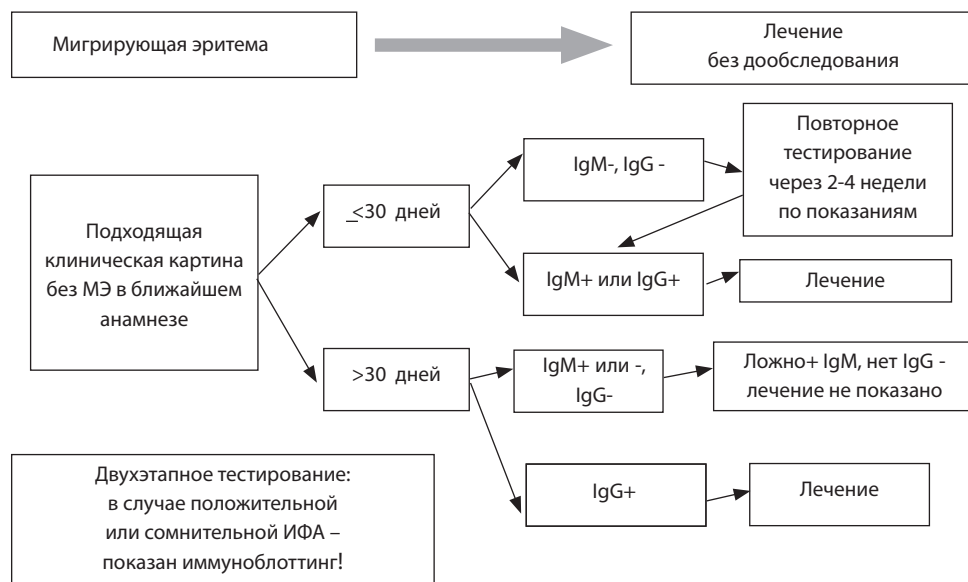 Мигрирующая эритема
Лечение
без дообследования
Подходящая
клиническая картина
без МЭ в ближайшем
анамнезе
<30 дней
IgM-, IgG -
Повторное
тестирование
через 2-4 недели
по показаниям
IgM+ или IgG+
Лечение
>30 дней
IgM+ или -,
IgG-
Ложно+ IgM, нет IgG -
лечение не показано
IgG+
Лечение
Двухэтапное тестирование:
в случае положительной
или сомнительной ИФА –
показан иммуноблоттинг!